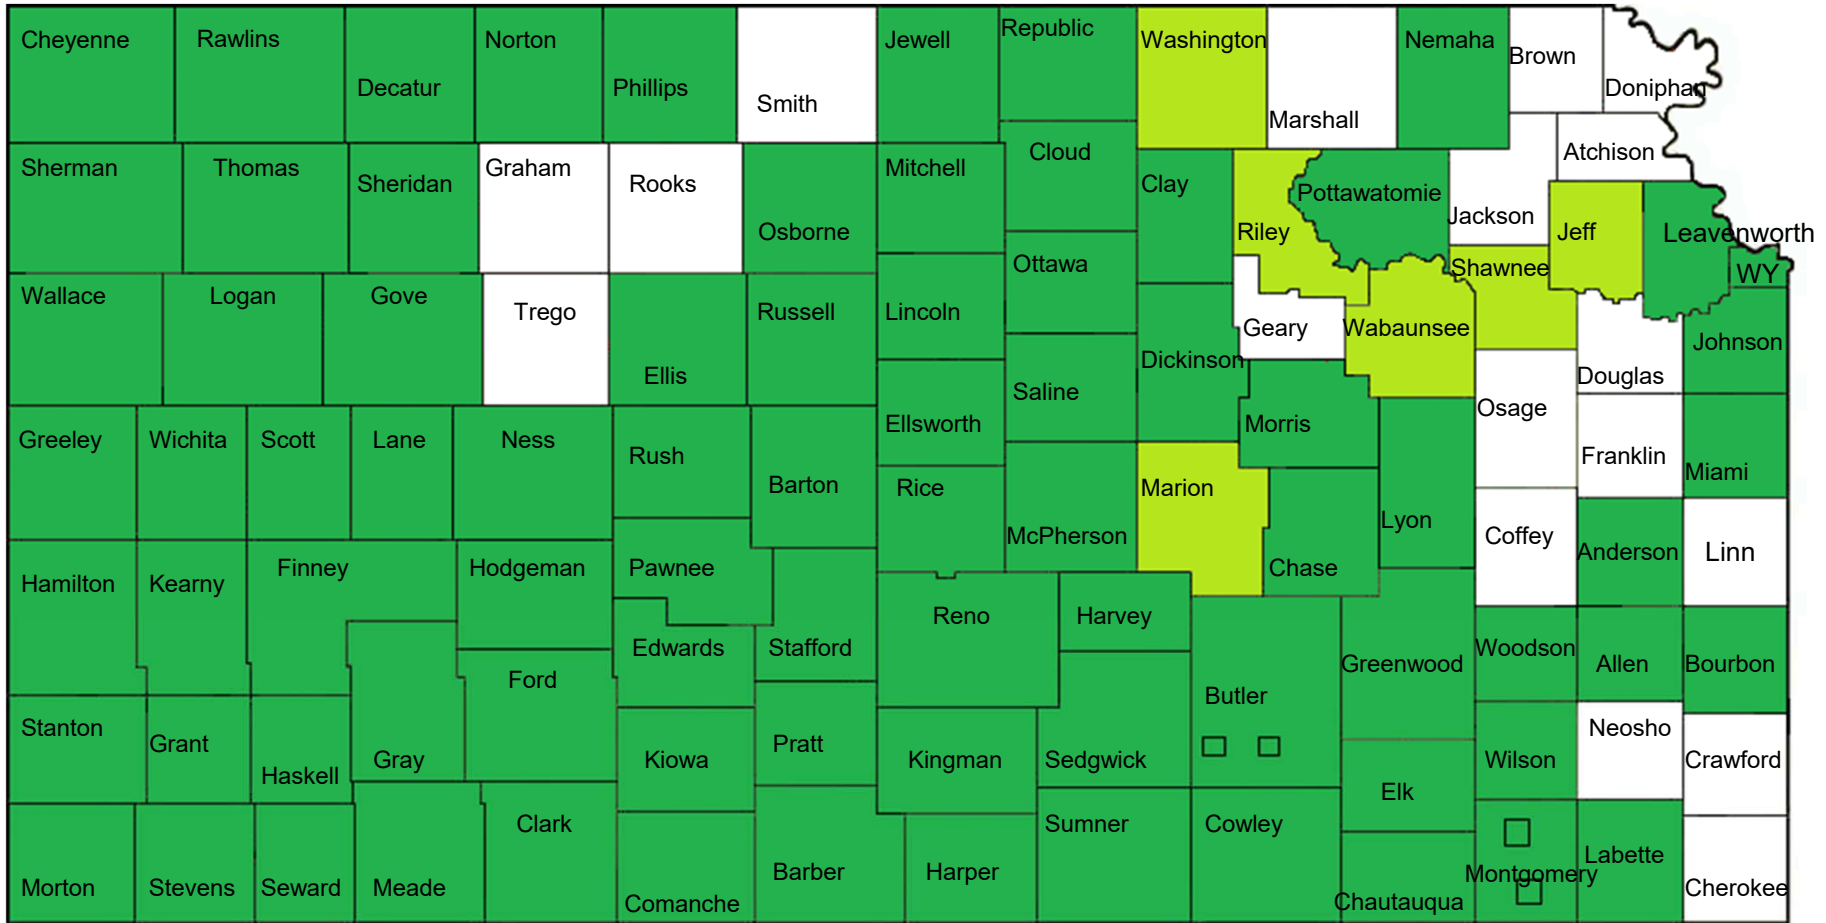 Cheyenne
Rawlins
Decatur
Norton
Phillips
Smith
Jewell
Republic
Washington
Marshall
Nemaha
Brown
Doniphan
Sherman
Thomas
Sheridan
Graham
Rooks
Osborne
Mitchell
Cloud
Clay
Riley
Pottawatomie
Jackson
Atchison
Jeff
Leavenworth
WY
Wallace
Logan
Gove
Trego
Ellis
Russell
Lincoln
Ottawa
Saline
Dickinson
Geary
Wabaunsee
Shawnee
Douglas
Johnson
Greeley
Wichita
Scott
Lane
Ness
Rush
Barton
Ellsworth
Rice
McPherson
Marion
Morris
Chase
Lyon
Osage
Coffey
Franklin
Miami
Anderson
Linn
Hamilton
Kearny
Finney
Hodgeman
Pawnee
Edwards
Stafford
Reno
Harvey
Butler
Greenwood
Woodson
Allen
Bourbon
Stanton
Grant
Haskell
Gray
Ford
Kiowa
Pratt
Kingman
Sedgwick
Elk
Wilson
Neosho
Crawford
Morton
Stevens
Seward
Meade
Clark
Comanche
Barber
Harper
Sumner
Cowley
Chautauqua
Montgomery
Labette
Cherokee